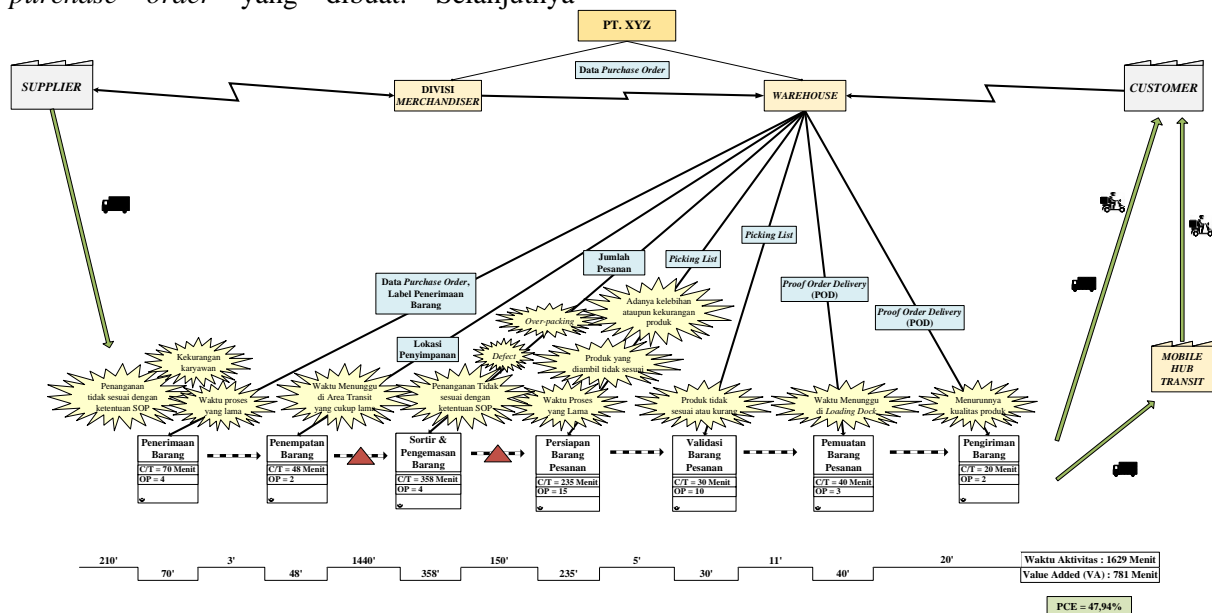 purchase order yang dibuat. Selanjutnya
PT. XYZ
Data Purchase Order
SUPPLIER
DIVISI
MERCHANDISER
WAREHOUSE
CUSTOMER
Data Purchase Order,
Label Penerimaan
Barang
Lokasi
Penyimpanan
Jumlah
Pesanan
Picking List
Picking List
Proof Order Delivery
(POD)
Proof Order Delivery
(POD)
MOBILE
HUB
TRANSIT
Penanganan
tidak sesuai dengan
ketentuan SOP
Kekurangan
karyawan
Waktu proses
yang lama
Waktu Menunggu
di Area Transit
yang cukup lama
Over-packing
Defect
Penanganan Tidak
sesuai dengan
ketentuan SOP
Adanya kelebihan
ataupun kekurangan
produk
Produk yang
diambil tidak sesuai
Waktu Proses
yang Lama
Produk tidak
sesuai atau kurang
Waktu Menunggu
di Loading Dock
Menurunnya
kualitas produk
Penerimaan
Barang
C/T = 70 Menit
OP = 4
Penempatan
Barang
C/T = 48 Menit
OP = 2
Sortir &
Pengemasan
Barang
C/T = 358 Menit
OP = 4
Persiapan
Barang
Pesanan
C/T = 235 Menit
OP = 15
Validasi
Barang
Pesanan
C/T = 30 Menit
OP = 10
Pemuatan
Barang
Pesanan
C/T = 40 Menit
OP = 3
Pengiriman
Barang
C/T = 20 Menit
OP = 2
210' 3' 1440' 150' 5' 11' 20'
70' 48' 358' 235' 30' 40'
Waktu Aktivitas : 1629 Menit
Value Added (VA) : 781 Menit
PCE = 47,94%